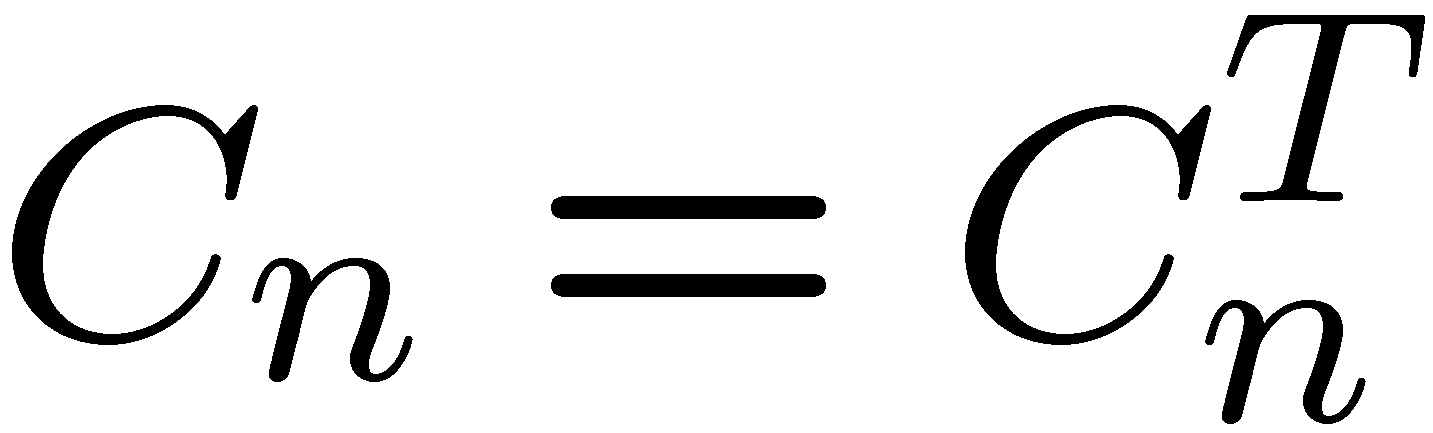 $C_n = C_n^T$